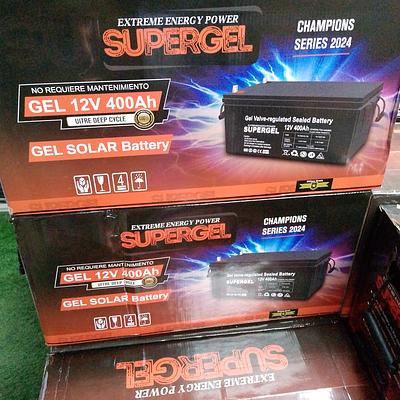 EXTREME ENERGY POWER
SUPERGEL
CHAMPIONS
SERIES 2024
NO REQUIERE MANTENIMIENTO
GEL 12V 400Ah
ULTRE DEEP CYCLE
GEL SOLAR Battery
4
Gel Valve-regulated Sealed Battery
12V 400Ah
SUPERGEL
EXTREME ENERGY POWER
SUPERGEL
CHAMPIONS
SERIES 2024
NO REQUIERE MANTENIMIENTO
GEL 12V 400Ah
ULTRE DEEP CYCLE
GEL SOLAR Battery
4
Gel Valve-regulated Sealed Battery
12V 400Ah
SUPERGEL
SUPERGEL
EXTREME ENERGY POWER